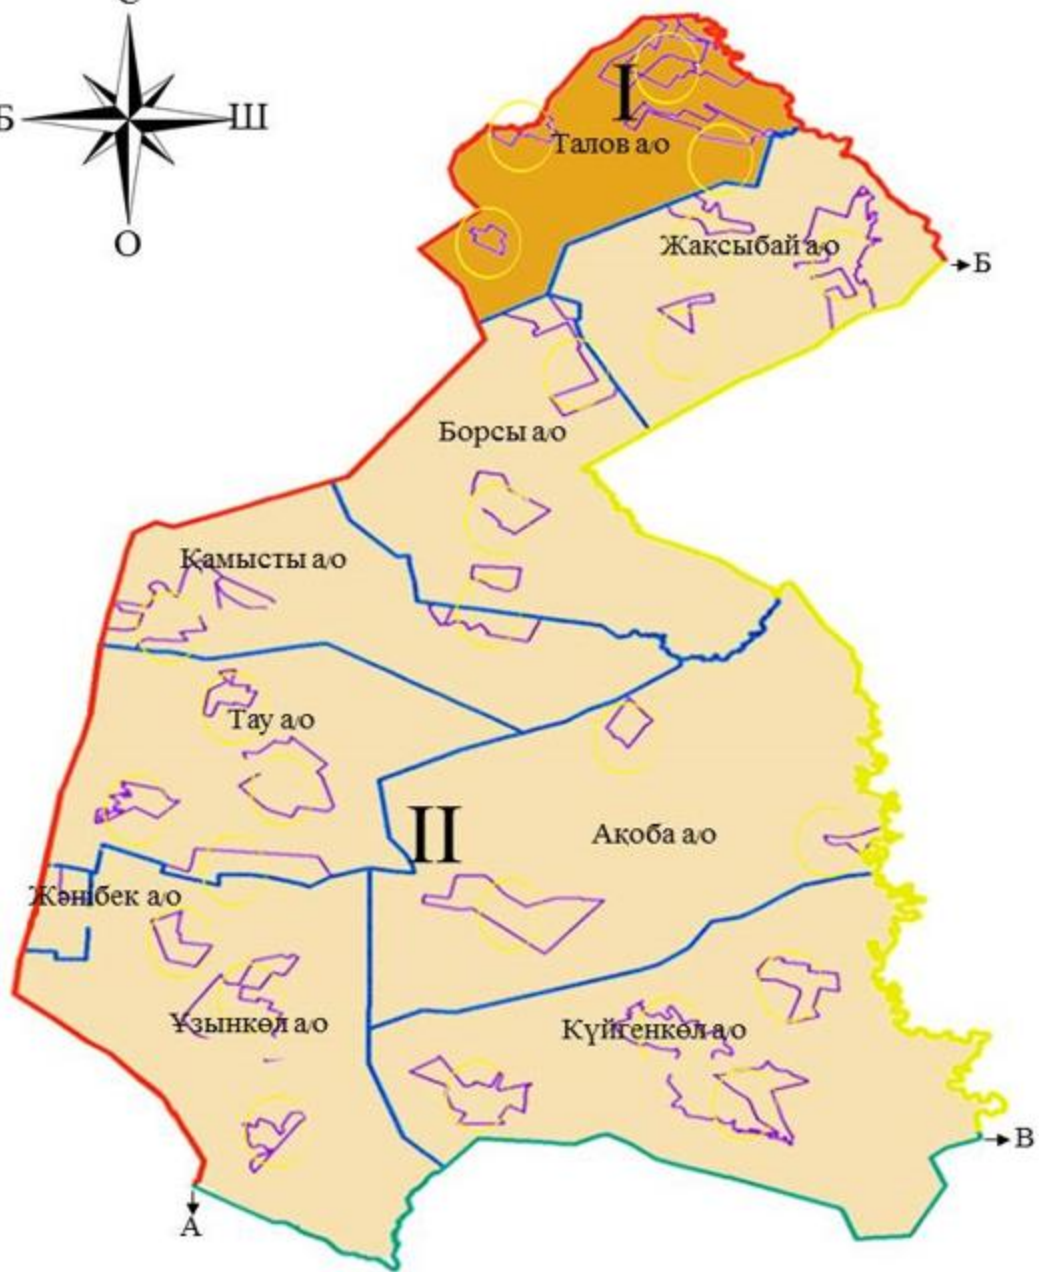 С
Б
Ш
О
I
Талов а/о
Жақсыбай а/о
Б
Борсы а/о
Қамысты а/о
Тау а/о
II
Ақоба а/о
Жәнібек а/о
Ұзынкөл а/о
Күйгенкөл а/о
В
А